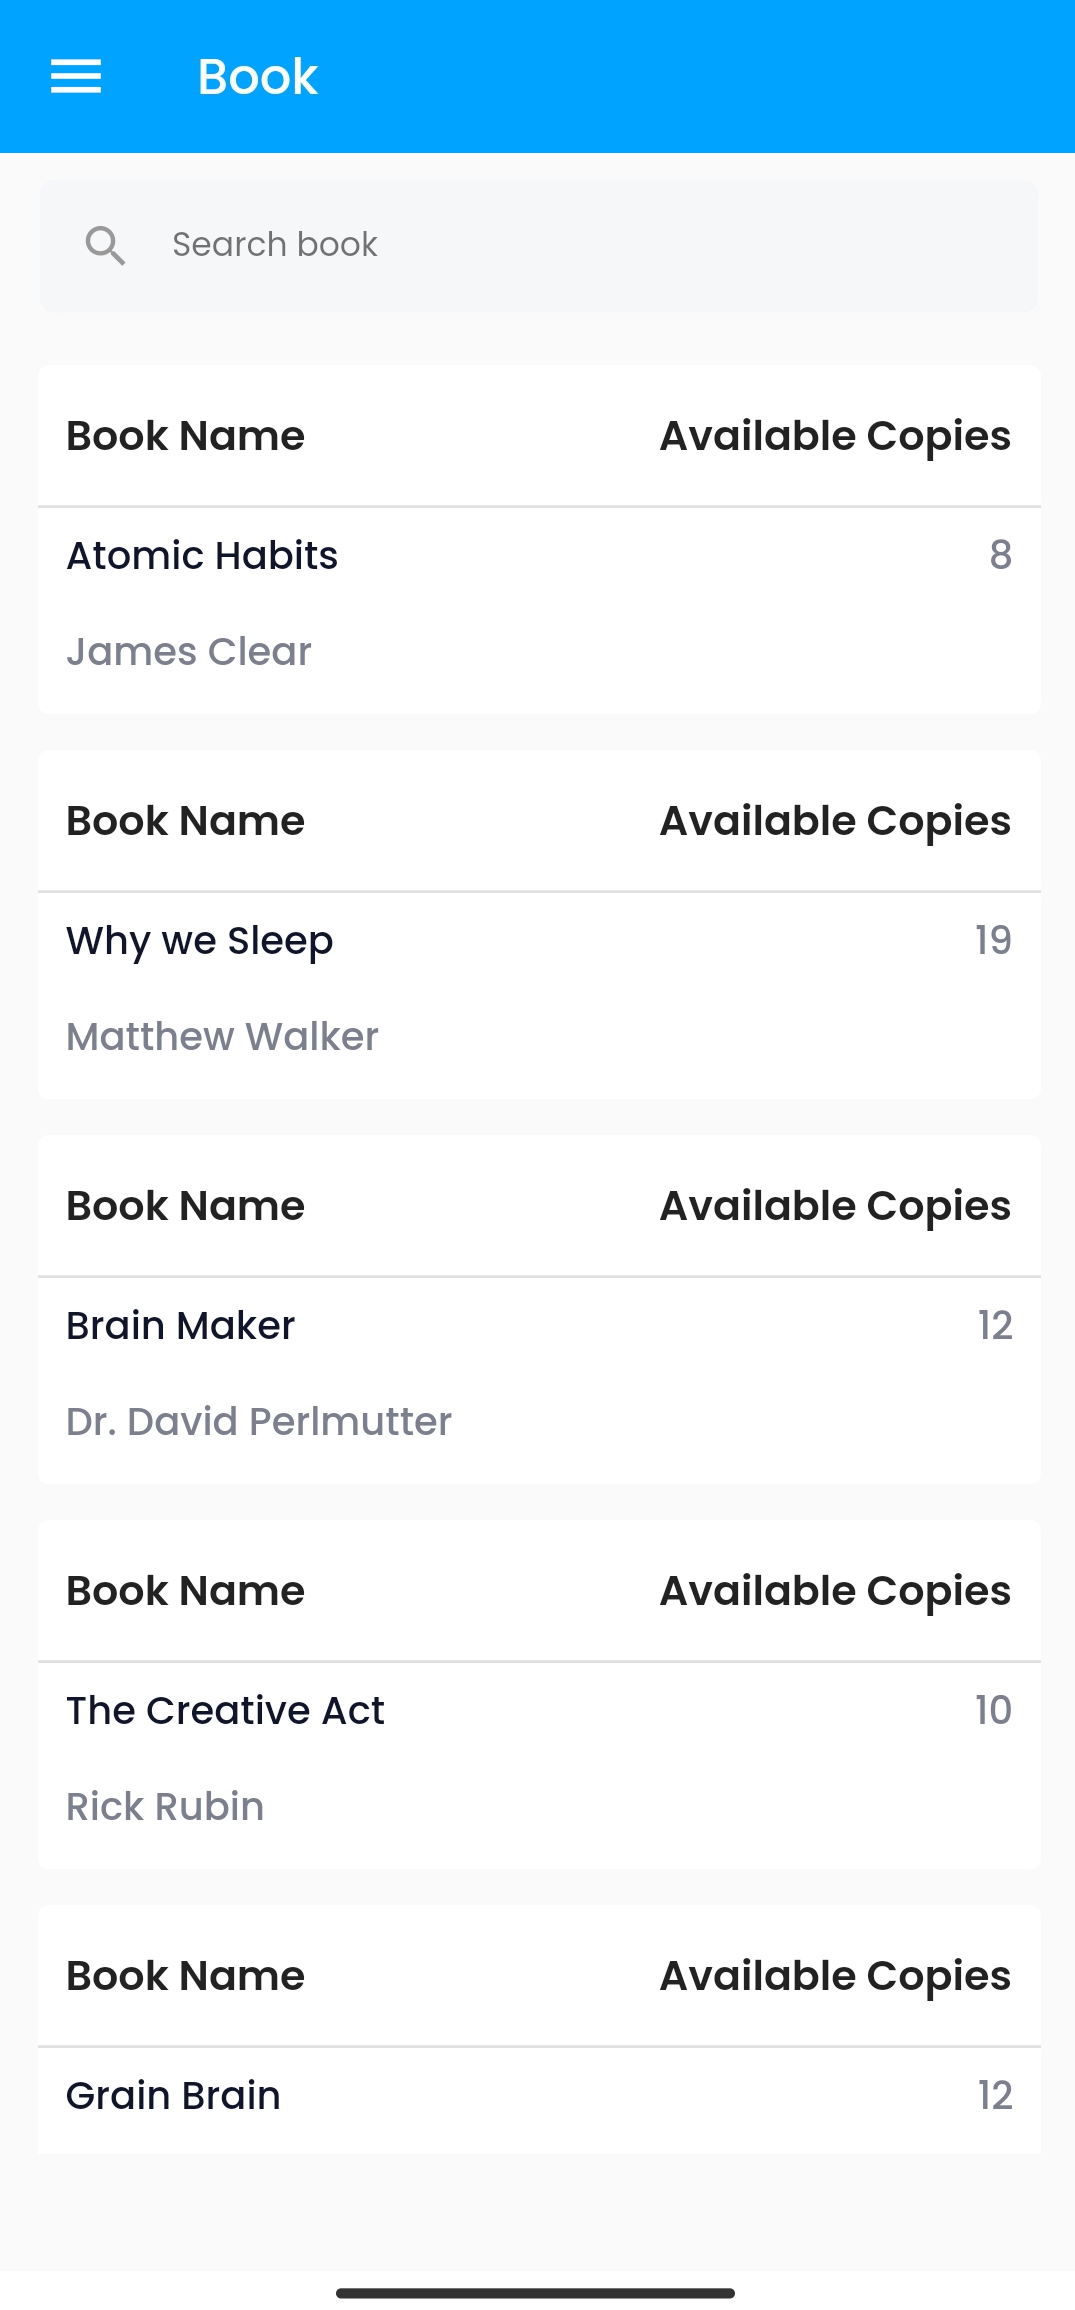 Book
Search book
Book Name Available Copies
Atomic Habits 8
James Clear
Book Name Available Copies
Why we Sleep 19
Matthew Walker
Book Name Available Copies
Brain Maker 12
Dr. David Perlmutter
Book Name Available Copies
The Creative Act 10
Rick Rubin
Book Name Available Copies
Grain Brain 12